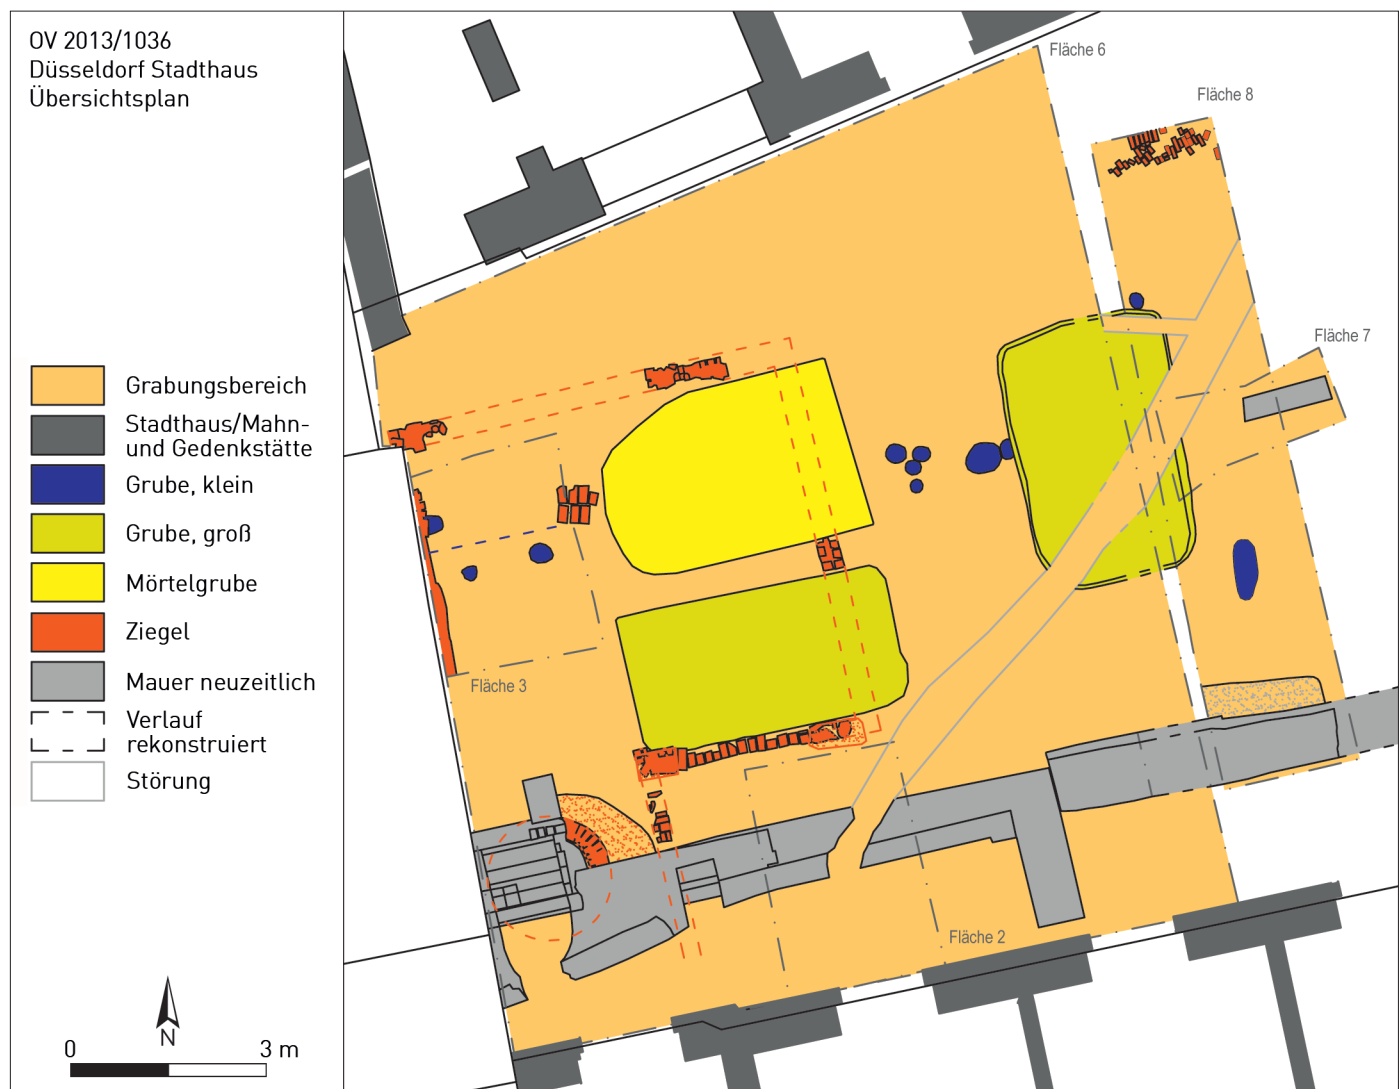 OV 2013/1036
Düsseldorf Stadthaus
Übersichtsplan
Grabungsbereich
Stadthaus/Mahn-
und Gedenkstätte
Grube, klein
Grube, groß
Mörtelgrube
Ziegel
Mauer neuzeitlich
Verlauf
rekonstruiert
Störung
N
0 3 m
Fläche 6
Fläche 8
Fläche 7
Fläche 3
Fläche 2